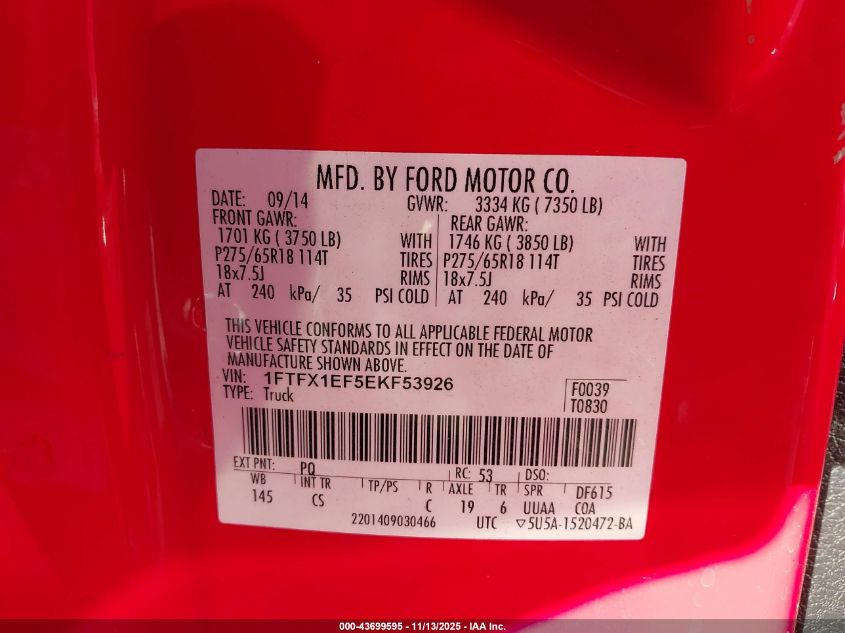 MFD. BY FORD MOTOR CO.
DATE: 09/14 GVWR: 3334 KG ( 7350 LB)
FRONT GAWR: REAR GAWR:
1701 KG ( 3750 LB) WITH 1746 KG ( 3850 LB) WITH
P275/65R18 114T TIRES P275/65R18 114T TIRES
18x7.5J RIMS 18x7.5J RIMS
AT 240 kPa/ 35 PSI COLD AT 240 kPa/ 35 PSI COLD
THIS VEHICLE CONFORMS TO ALL APPLICABLE FEDERAL MOTOR
VEHICLE SAFETY STANDARDS IN EFFECT ON THE DATE OF
MANUFACTURE SHOWN ABOVE.
VIN: 1FTFX1EF5EKF53926 F0039
TYPE: Truck T0830
EXT PNT: PQ RC: 53 DSO:
WB INT TR TP/PS R AXLE TR SPR DF615
145 CS C 19 6 UUAA COA
2201409030466 UTC ▽5U5A-1520472-BA
000-43699595 - 11/13/2025 - IAA Inc.